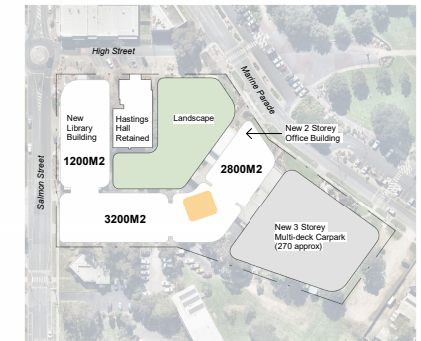 High Street
Marine Parade
New
Library
Building
1200M2
Hastings
Hall
Retained
Landscape
New 2 Storey
Office Building
2800M2
Salmon Street
3200M2
New 3 Storey
Multi-deck Carpark
(270 approx)